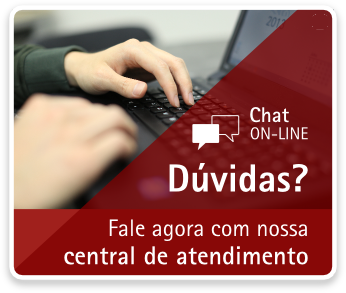 Chat
ON-LINE
Dúvidas?
Fale agora com nossa
central de atendimento